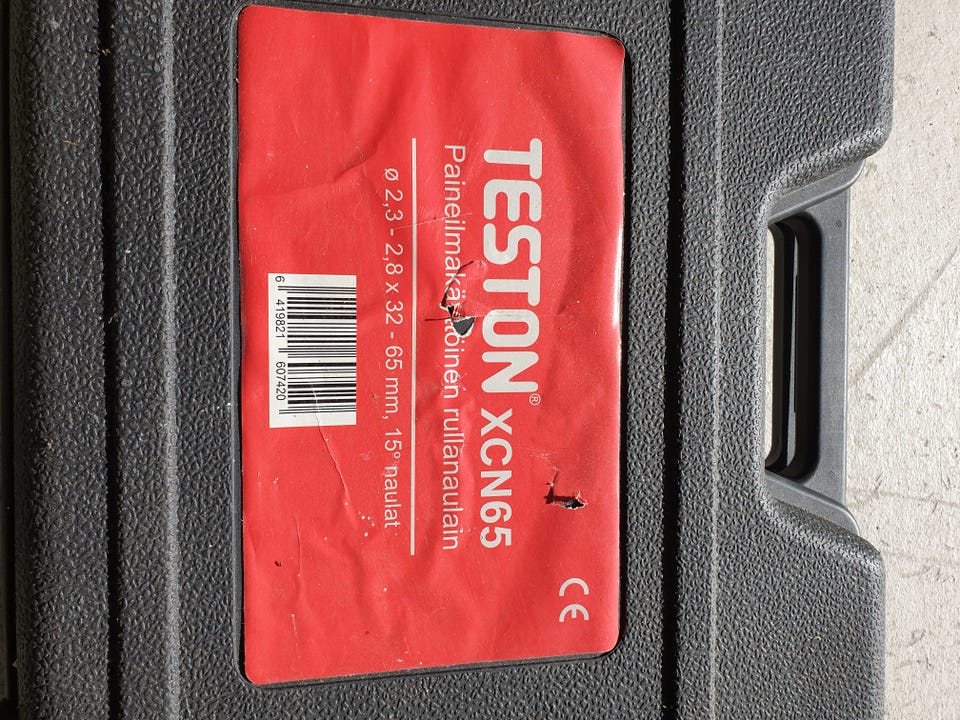 TESTON® XCN65
Paineilmakäyttöinen rullanaulain
ø 2,3 - 2,8 x 32 - 65 mm, 15° naulat
6 419821 607420
CE